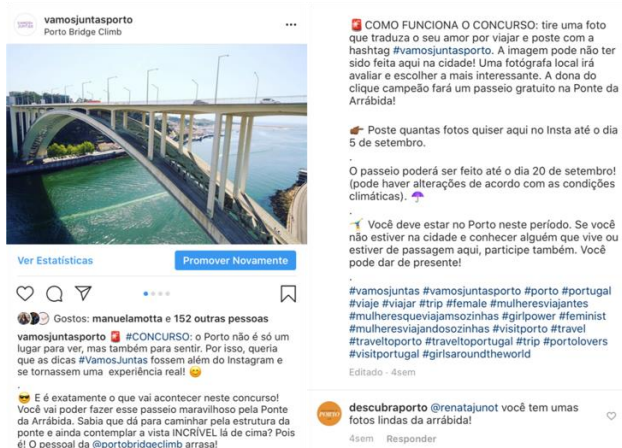 vamosjuntasporto
Porto Bridge Climb
Ver Estatísticas
Promover Novamente
Gostos: manuelamotta e 152 outras pessoas
vamosjuntasporto 🚨 #CONCURSO: o Porto não é só um
lugar para ver, mas também para sentir. Por isso, queria
que as dicas #VamosJuntas fossem além do Instagram e
se tornassem uma experiência real! 😊
.
😎 E é exatamente o que vai acontecer neste concurso!
Você vai poder fazer esse passeio maravilhoso pela Ponte
da Arrábida. Sabia que dá para caminhar pela estrutura da
ponte e ainda contemplar a vista INCRÍVEL lá de cima? Pois
é! O pessoal da @portobridgeclimb arrasa!
🚨 COMO FUNCIONA O CONCURSO: tire uma foto
que traduza o seu amor por viajar e poste com a
hashtag #vamosjuntasporto. A imagem pode não ter
sido feita aqui na cidade! Uma fotógrafa local irá
avaliar e escolher a mais interessante. A dona do
clique campeão fará um passeio gratuito na Ponte da
Arrábida!
👉🏾 Poste quantas fotos quiser aqui no Insta até o dia
5 de setembro.
.
O passeio poderá ser feito até o dia 20 de setembro!
(pode haver alterações de acordo com as condições
climáticas). ☂️
.
🤸‍♀️ Você deve estar no Porto neste período. Se você
não estiver na cidade e conhecer alguém que vive ou
estiver de passagem aqui, participe também. Você
pode dar de presente!
.
#vamosjuntas #vamosjuntasporto #porto #portugal
#viaje #viajar #trip #female #mulheresviajantes
#mulheresqueviajamsozinhas #girlpower #feminist
#mulheresviajandosozinhas #visitporto #travel
#traveltoporto #traveltoportugal #trip #portolovers
#visitportugal #girlsaroundtheworld
Editado · 4sem
descubraporto @renatajunot você tem umas
fotos lindas da arrábida!
4sem Responder